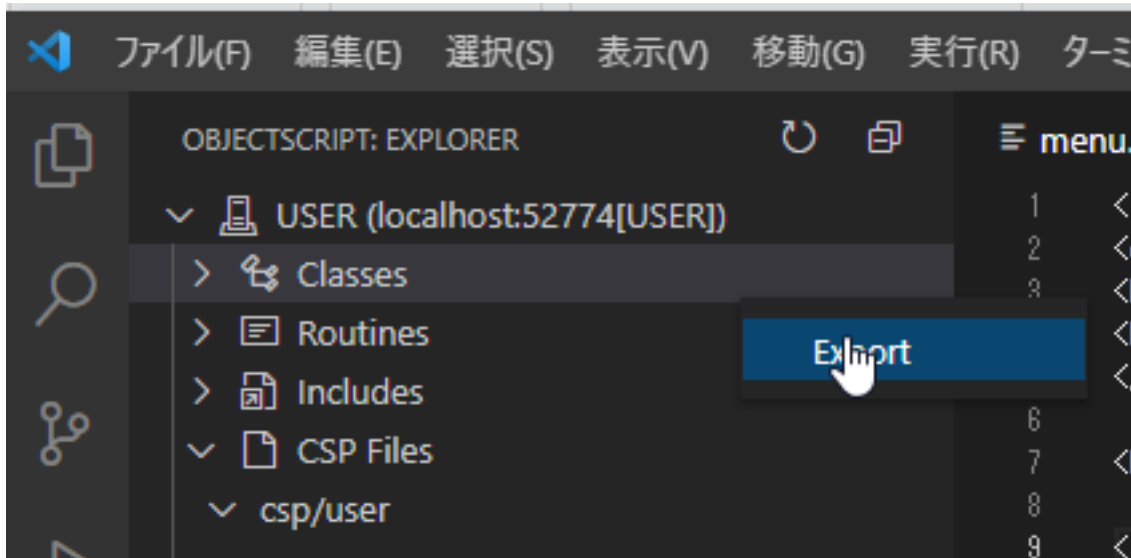 ファイル(F) 編集(E) 選択(S) 表示(V) 移動(G) 実行(R)
OBJECTSCRIPT: EXPLORER
menu.
USER (localhost:52774[USER])
1
Classes
2
3
Routines
Export
Includes
6
CSP Files
7
csp/user
8
9